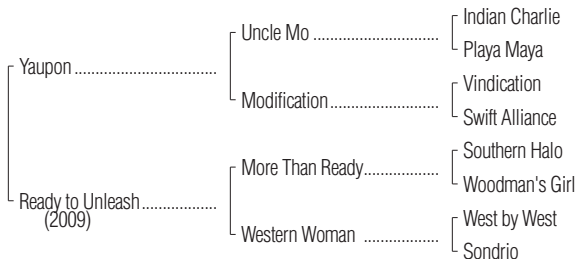 Indian Charlie
Uncle Mo ..............................
Playa Maya
Yaupon ..................................
Vindication
Modification..........................
Swift Alliance
Southern Halo
More Than Ready..................
Woodman's Girl
Ready to Unleash..................
(2009)
West by West
Western Woman ..................
Sondrio